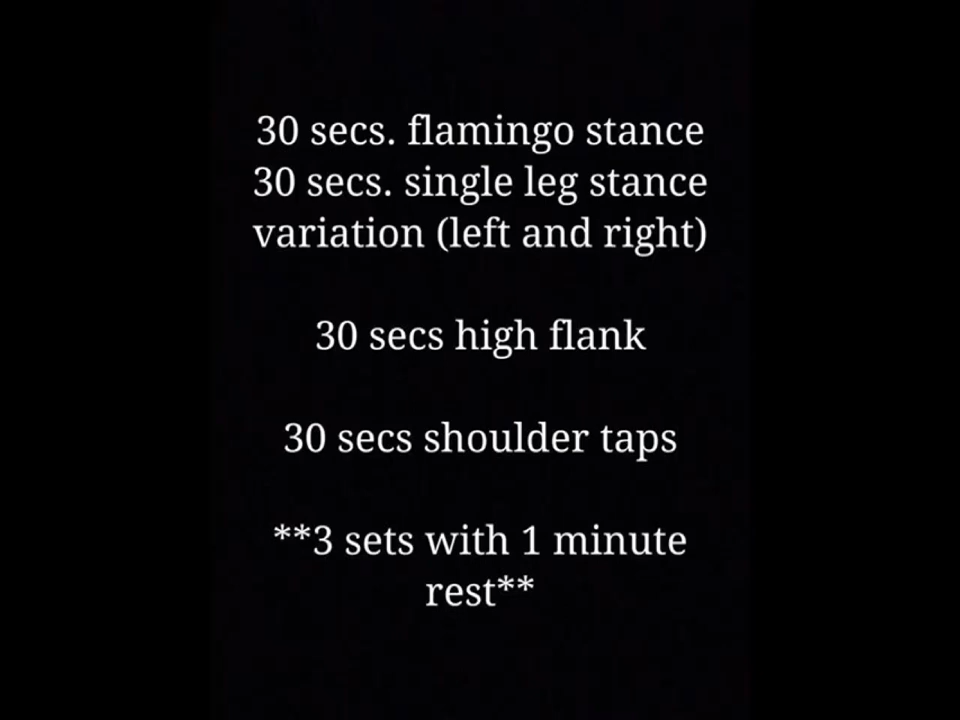 30 secs. flamingo stance
30 secs. single leg stance
variation (left and right)
30 secs high flank
30 secs shoulder taps
**3 sets with 1 minute
rest**